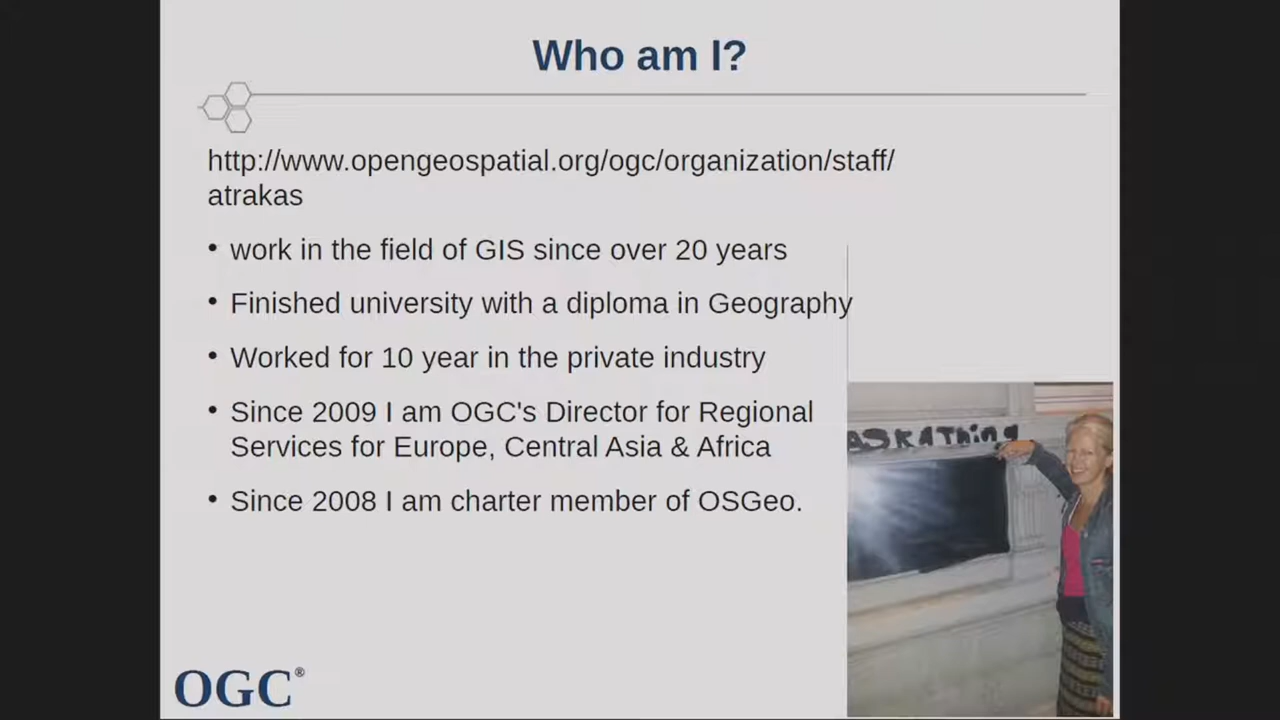 Who am I?
http://www.opengeospatial.org/ogc/organization/staff/
atrakas
• work in the field of GIS since over 20 years
• Finished university with a diploma in Geography
• Worked for 10 year in the private industry
• Since 2009 I am OGC's Director for Regional
Services for Europe, Central Asia & Africa
• Since 2008 I am charter member of OSGeo.
ASKAThing
OGC®